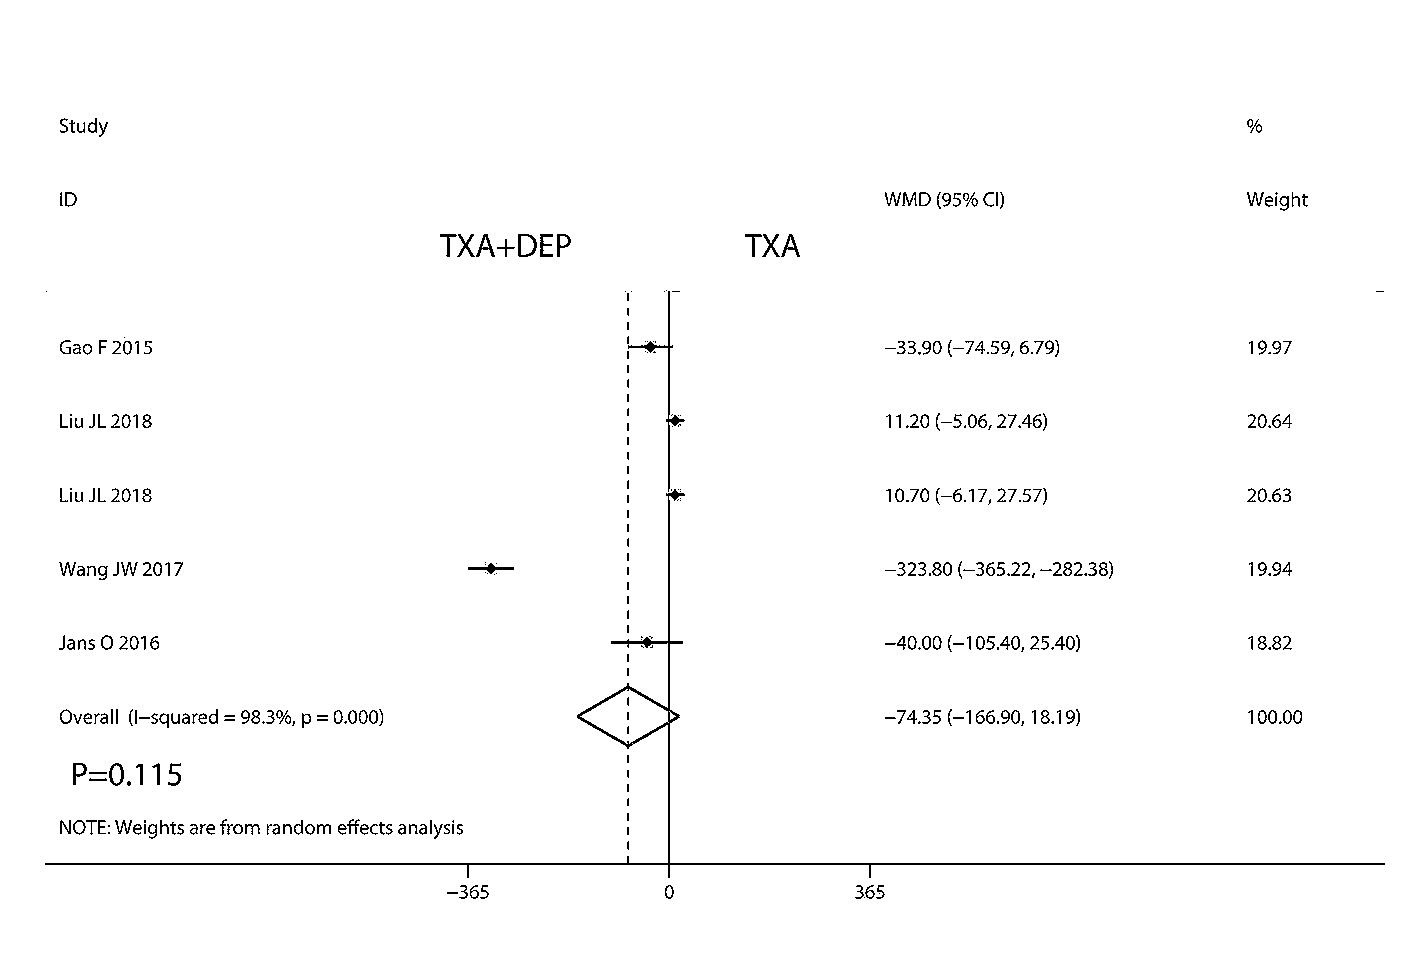 Study %
ID WMD (95% CI) Weight
TXA+DEP TXA
Gao F 2015 −33.90 (−74.59, 6.79) 19.97
Liu JL 2018 11.20 (−5.06, 27.46) 20.64
Liu JL 2018 10.70 (−6.17, 27.57) 20.63
Wang JW 2017 −323.80 (−365.22, −282.38) 19.94
Jans O 2016 −40.00 (−105.40, 25.40) 18.82
Overall (I−squared = 98.3%, p = 0.000) −74.35 (−166.90, 18.19) 100.00
P=0.115
NOTE: Weights are from random effects analysis
−365 0 365